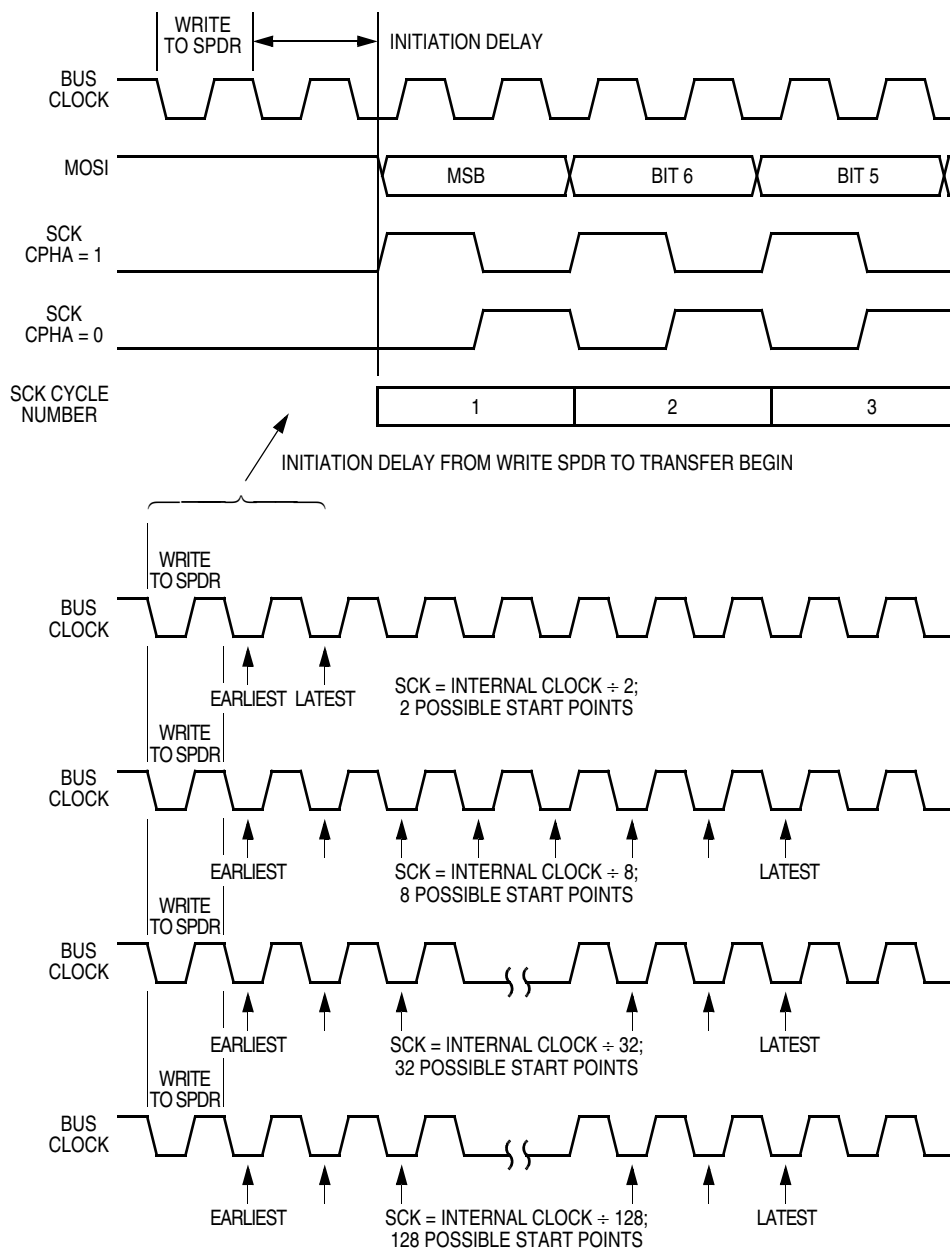 WRITE
TO SPDR
INITIATION DELAY
BUS
CLOCK
MOSI
MSB
BIT 6
BIT 5
SCK
CPHA = 1
SCK
CPHA = 0
SCK CYCLE
NUMBER
1
2
3
INITIATION DELAY FROM WRITE SPDR TO TRANSFER BEGIN
WRITE
TO SPDR
BUS
CLOCK
EARLIEST
LATEST
SCK = INTERNAL CLOCK ÷ 2;
2 POSSIBLE START POINTS
WRITE
TO SPDR
BUS
CLOCK
EARLIEST
SCK = INTERNAL CLOCK ÷ 8;
8 POSSIBLE START POINTS
LATEST
WRITE
TO SPDR
BUS
CLOCK
EARLIEST
SCK = INTERNAL CLOCK ÷ 32;
32 POSSIBLE START POINTS
LATEST
WRITE
TO SPDR
BUS
CLOCK
EARLIEST
SCK = INTERNAL CLOCK ÷ 128;
128 POSSIBLE START POINTS
LATEST